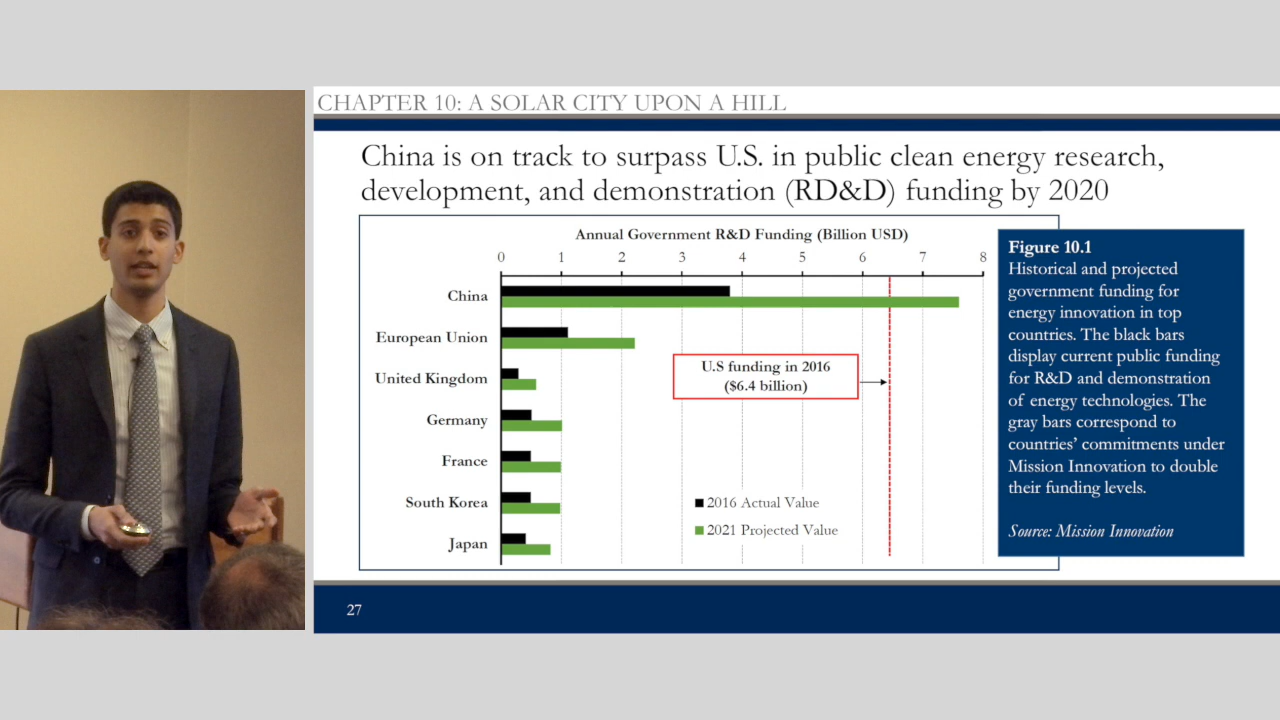 CHAPTER 10: A SOLAR CITY UPON A HILL
China is on track to surpass U.S. in public clean energy research,
development, and demonstration (RD&D) funding by 2020
Annual Government R&D Funding (Billion USD)
0 1 2 3 4 5 6 7 8
China
European Union
United Kingdom
Germany
France
South Korea
Japan
U.S funding in 2016
($6.4 billion)
2016 Actual Value
2021 Projected Value
Figure 10.1
Historical and projected
government funding for
energy innovation in top
countries. The black bars
display current public funding
for R&D and demonstration
of energy technologies. The
gray bars correspond to
countries' commitments under
Mission Innovation to double
their funding levels.
Source: Mission Innovation
27